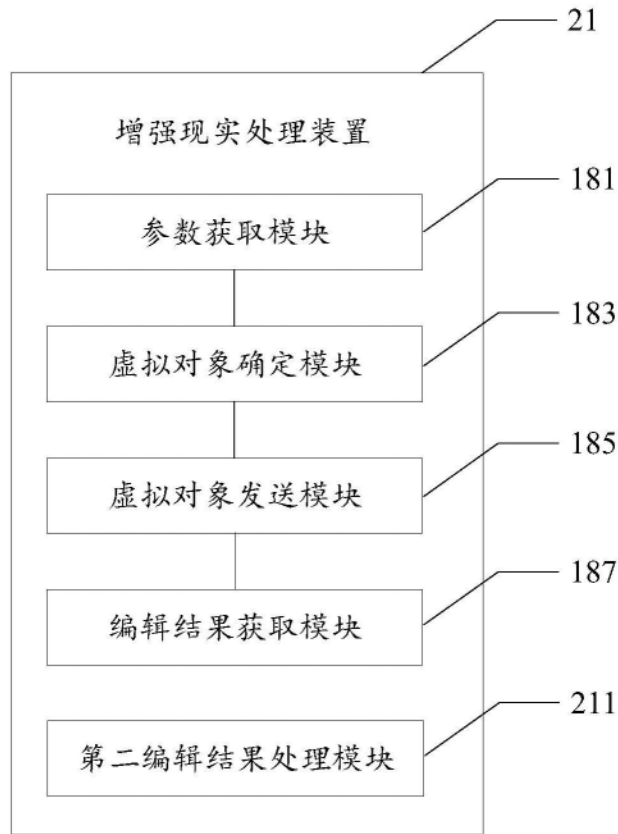 21
增强现实处理装置
181
参数获取模块
183
虚拟对象确定模块
185
虚拟对象发送模块
187
编辑结果获取模块
211
第二编辑结果处理模块